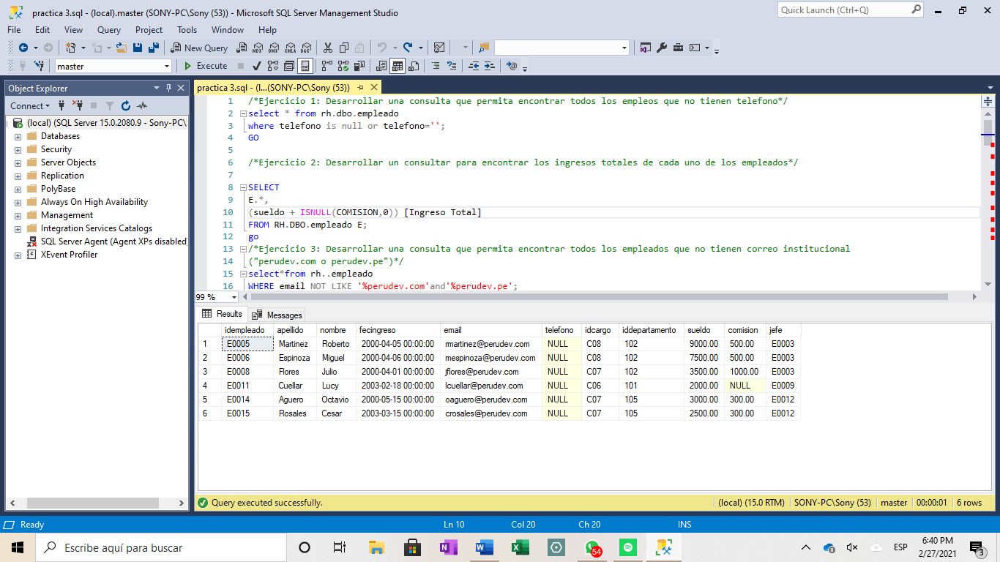 practica 3.sql - (local).master (SONY-PC\Sony (53)) - Microsoft SQL Server Management Studio
Quick Launch (Ctrl+Q)
File Edit View Query Project Tools Window Help
New Query MDX DMX XMLA DAX
master Execute
Object Explorer
practica 3.sql - (l...(SONY-PC\Sony (53))
Connect
(local) (SQL Server 15.0.2080.9 - Sony-PC\
Databases
Security
Server Objects
Replication
PolyBase
Always On High Availability
Management
Integration Services Catalogs
SQL Server Agent (Agent XPs disabled
XEvent Profiler
1 /*Ejercicio 1: Desarrollar una consulta que permita encontrar todos los empleos que no tienen telefono*/
2 select * from rh.dbo.empleado
3 where telefono is null or telefono='';
4 GO
5
6 /*Ejercicio 2: Desarrollar un consultar para encontrar los ingresos totales de cada uno de los empleados*/
7
8 SELECT
9 E.*,
10 (sueldo + ISNULL(COMISION,0)) [Ingreso Total]
11 FROM RH.DBO.empleado E;
12 go
13 /*Ejercicio 3: Desarrollar una consulta que permita encontrar todos los empleados que no tienen correo institucional
14 ("perudev.com o perudev.pe")*/
15 select*from rh..empleado
16 WHERE email NOT LIKE '%perudev.com'and'%perudev.pe';
99 %
Results Messages
idempleado apellido nombre fecingreso email telefono idcargo iddepartamento sueldo comision jefe
1 E0005 Martinez Roberto 2000-04-05 00:00:00 martinez@perudev.com NULL C08 102 9000.00 500.00 E0003
2 E0006 Espinoza Miguel 2000-04-06 00:00:00 mespinoza@perudev.com NULL C08 102 7500.00 500.00 E0003
3 E0008 Flores Julio 2000-04-01 00:00:00 jflores@perudev.com NULL C07 102 3500.00 1000.00 E0003
4 E0011 Cuellar Lucy 2003-02-18 00:00:00 lcuellar@perudev.com NULL C06 101 2000.00 NULL E0009
5 E0014 Aguero Octavio 2000-05-15 00:00:00 oaguero@perudev.com NULL C07 105 3000.00 300.00 E0012
6 E0015 Rosales Cesar 2003-03-15 00:00:00 crosales@perudev.com NULL C07 105 2500.00 300.00 E0012
Query executed successfully. (local) (15.0 RTM) SONY-PC\Sony (53) master 00:00:01 6 rows
Ready Ln 10 Col 20 Ch 20 INS
Escribe aquí para buscar
54
ESP
6:40 PM
2/27/2021
3